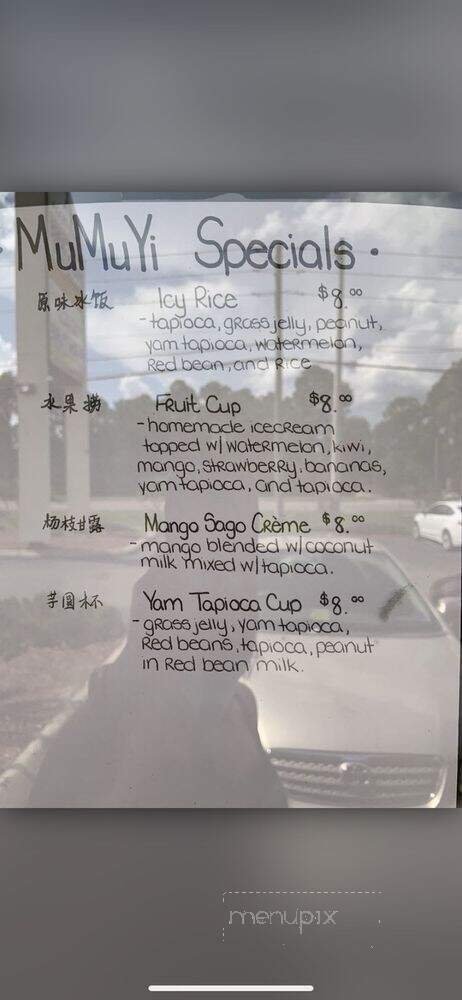 MuMuYi Specials ·
原味冰饭 Icy Rice $8.00
-tapioca, grass jelly, peanut,
yam tapioca, watermelon,
Red bean, and Rice
水果捞 Fruit Cup $8.00
-homemade icecream
topped w/ watermelon, kiwi,
mango, strawberry, bananas,
yam tapioca, and tapioca.
杨枝甘露 Mango Sago Crème $8.00
-mango blended w/coconut
milk mixed w/tapioca.
芋圆杯 Yam Tapioca Cup $8.00
-grass jelly, yam tapioca,
Red beans, tapioca, peanut
in Red bean milk.
menupix